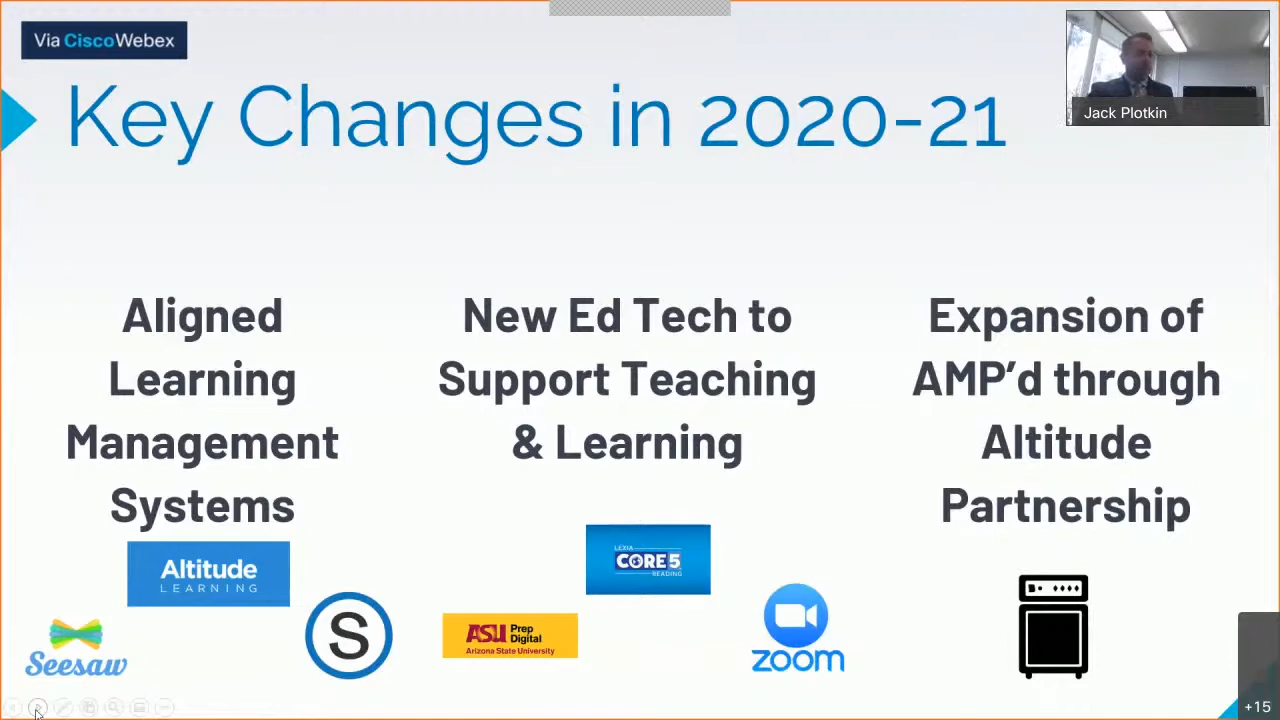 Via CiscoWebex
Jack Plotkin
Key Changes in 2020-21
Aligned
Learning
Management
Systems
New Ed Tech to
Support Teaching
& Learning
Expansion of
AMP’d through
Altitude
Partnership
Altitude
LEARNING
Seesaw
S
ASU Prep
Digital
Arizona State University
LEXIA
CORE5
READING
zoom
+15